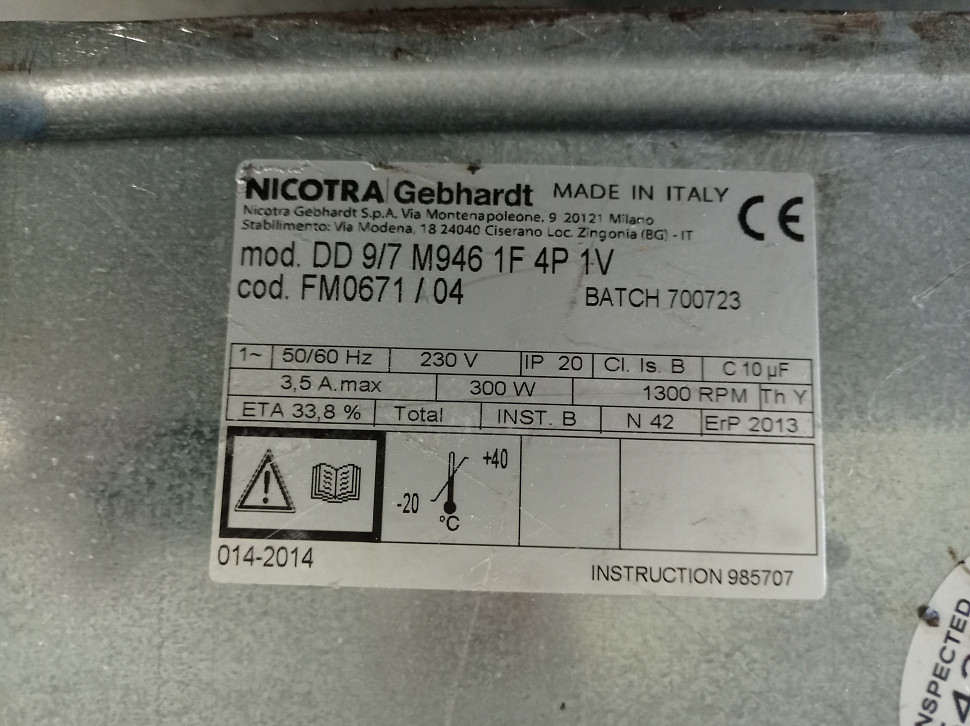 NICOTRA Gebhardt MADE IN ITALY CE
Nicotra Gebhardt S.p.A. Via Montenapoleone, 9 20121 Milano
Stabilimento: Via Modena, 18 24040 Ciserano Loc. Zingonia (BG) - IT
mod. DD 9/7 M946 1F 4P 1V
cod. FM0671 / 04 BATCH 700723
1~ 50/60 Hz 230 V IP 20 Cl. Is. B C 10 µF
3,5 A.max 300 W 1300 RPM Th Y
ETA 33,8 % Total INST. B N 42 ErP 2013
-20 +40 °C
014-2014 INSTRUCTION 985707
INSPECTED